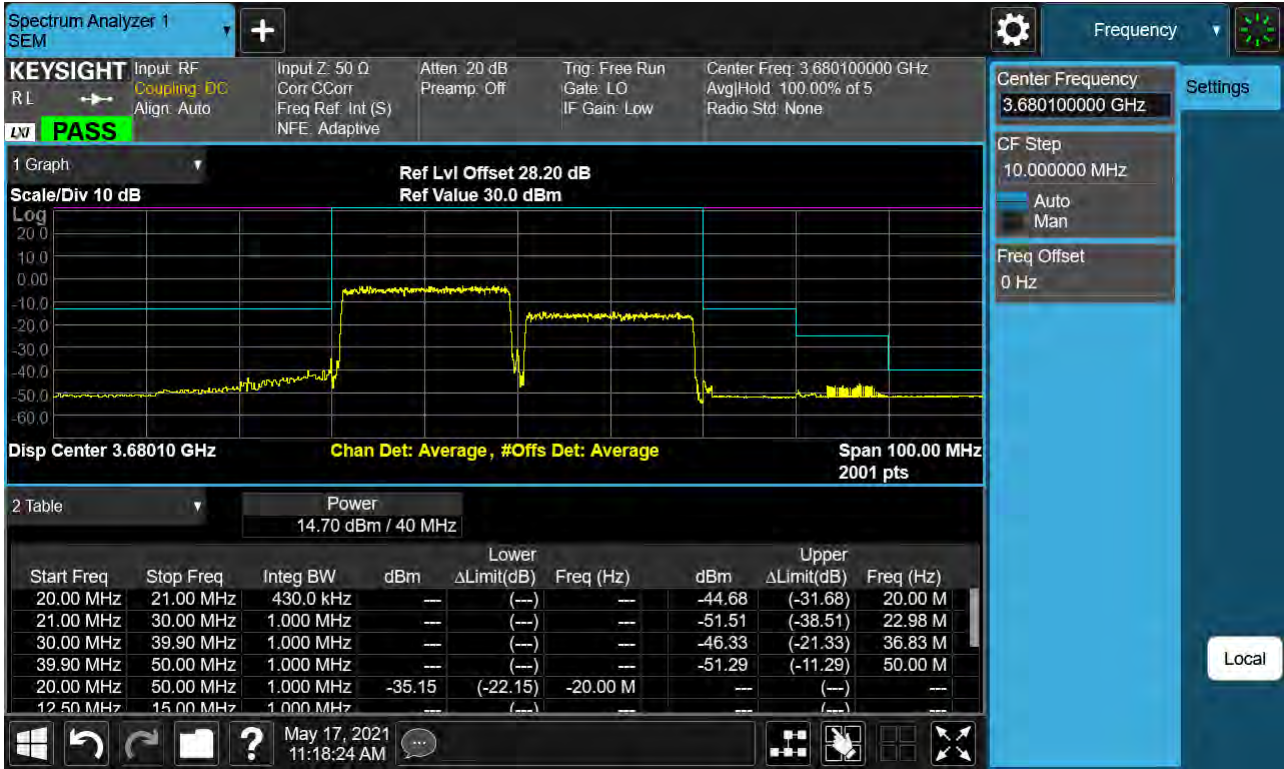 Spectrum Analyzer 1
SEM
+
Frequency
KEYSIGHT
R L
LXI
PASS
Input: RF
Coupling: DC
Align: Auto
Input Z: 50 Ω
Corr CCorr
Freq Ref: Int (S)
NFE: Adaptive
Atten: 20 dB
Preamp: Off
Trig: Free Run
Gate: LO
IF Gain: Low
Center Freq: 3.680100000 GHz
Avg|Hold: 100.00% of 5
Radio Std: None
Center Frequency
3.680100000 GHz
Settings
CF Step
10.000000 MHz
Auto
Man
Freq Offset
0 Hz
1 Graph
Scale/Div 10 dB
Ref Lvl Offset 28.20 dB
Ref Value 30.0 dBm
Log
20.0
10.0
0.00
-10.0
-20.0
-30.0
-40.0
-50.0
-60.0
Disp Center 3.68010 GHz
Chan Det: Average, #Offs Det: Average
Span 100.00 MHz
2001 pts
2 Table
Power
14.70 dBm / 40 MHz
Lower Upper
Start Freq Stop Freq Integ BW dBm ΔLimit(dB) Freq (Hz) dBm ΔLimit(dB) Freq (Hz)
20.00 MHz 21.00 MHz 430.0 kHz --- (---) --- -44.68 (-31.68) 20.00 M
21.00 MHz 30.00 MHz 1.000 MHz --- (---) --- -51.51 (-38.51) 22.98 M
30.00 MHz 39.90 MHz 1.000 MHz --- (---) --- -46.33 (-21.33) 36.83 M
39.90 MHz 50.00 MHz 1.000 MHz --- (---) --- -51.29 (-11.29) 50.00 M
20.00 MHz 50.00 MHz 1.000 MHz -35.15 (-22.15) -20.00 M --- (---) ---
12.50 MHz 15.00 MHz 1.000 MHz --- (---) --- --- (---) ---
Local
?
May 17, 2021
11:18:24 AM